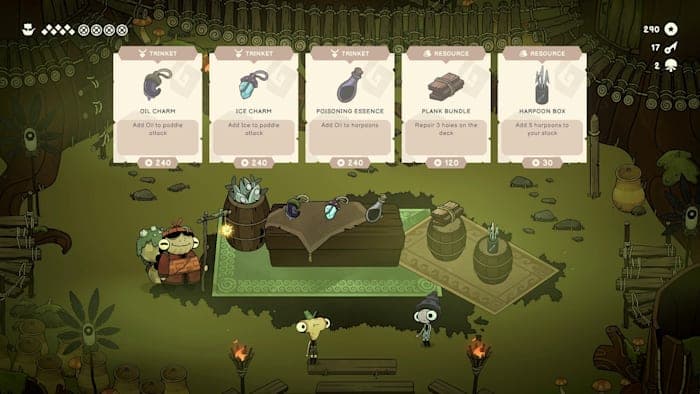 290
17
2
TRINKET
TRINKET
TRINKET
RESOURCE
RESOURCE
OIL CHARM
ICE CHARM
POISONING ESSENCE
PLANK BUNDLE
HARPOON BOX
Add Oil to paddle
attack
Add Ice to paddle
attack
Add Oil to harpoons
Repair 3 holes on the
deck
Add 5 harpoons to
your stock
240
240
240
120
30